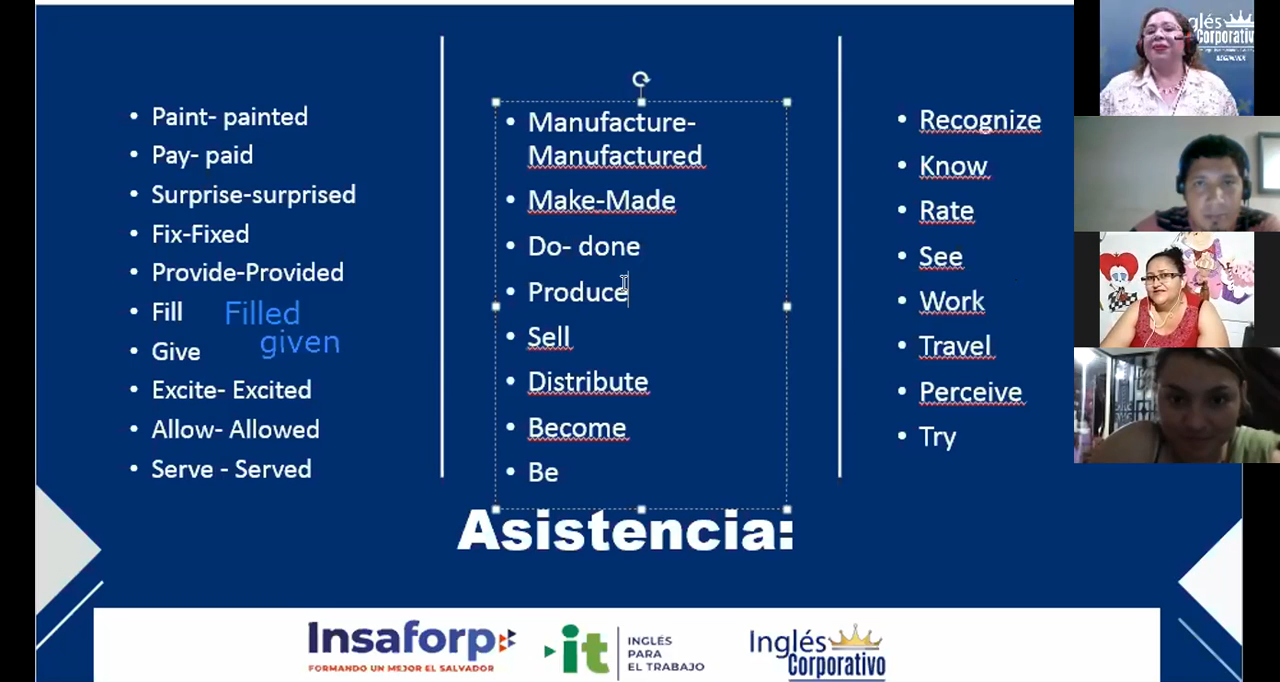 Paint- painted
Pay- paid
Surprise-surprised
Fix-Fixed
Provide-Provided
Fill Filled
Give given
Excite- Excited
Allow- Allowed
Serve - Served
Manufacture-
Manufactured
Make-Made
Do- done
Produce
Sell
Distribute
Become
Be
Recognize
Know
Rate
See
Work
Travel
Perceive
Try
Asistencia:
Insaforp
FORMANDO UN MEJOR EL SALVADOR
it
INGLÉS
PARA
EL TRABAJO
Inglés
Corporativo
glés
Corporativo